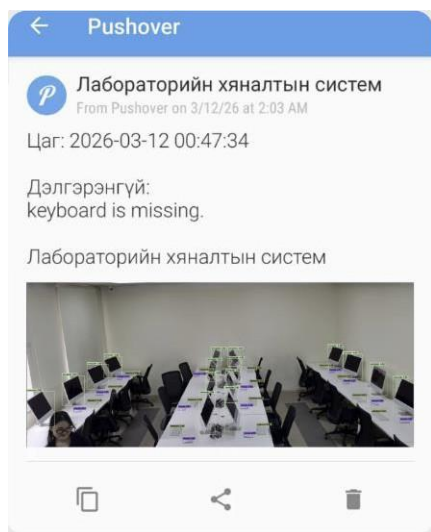 Pushover
Лабораторийн хяналтын систем
From Pushover on 3/12/26 at 2:03 AM
Цаг: 2026-03-12 00:47:34
Дэлгэрэнгүй:
keyboard is missing.
Лабораторийн хяналтын систем